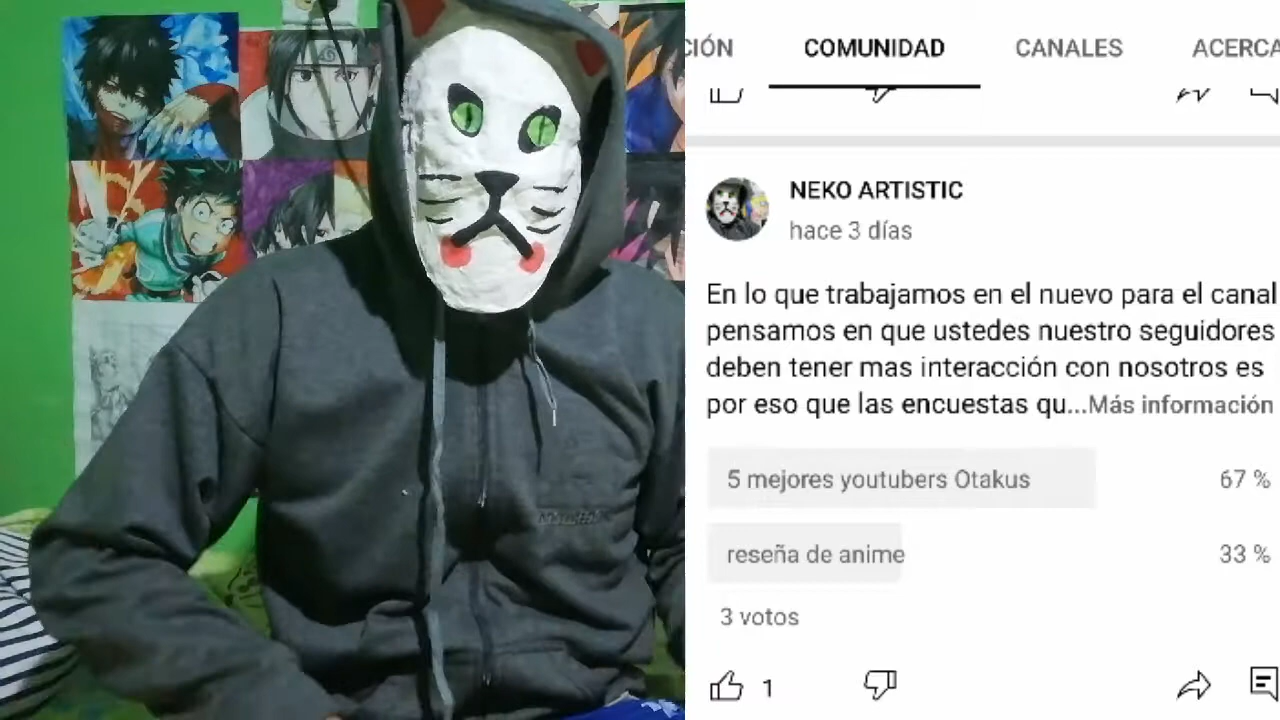 CIÓN COMUNIDAD CANALES ACERCA
NEKO ARTISTIC
hace 3 días
En lo que trabajamos en el nuevo para el canal
pensamos en que ustedes nuestro seguidores
deben tener mas interacción con nosotros es
por eso que las encuestas qu...Más información
5 mejores youtubers Otakus 67 %
reseña de anime 33 %
3 votos
1